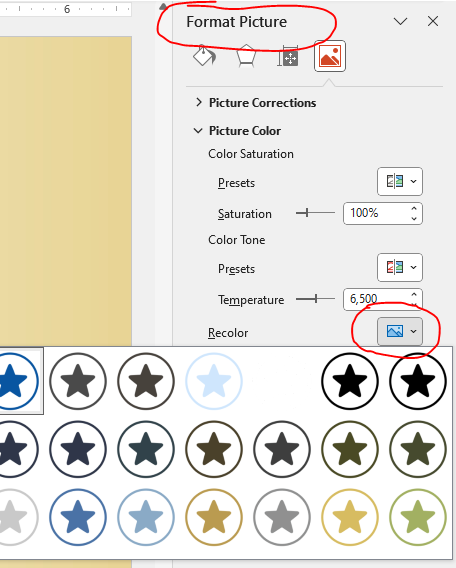 6
Format Picture
Picture Corrections
Picture Color
Color Saturation
Presets
Saturation 100%
Color Tone
Presets
Temperature 6,500
Recolor